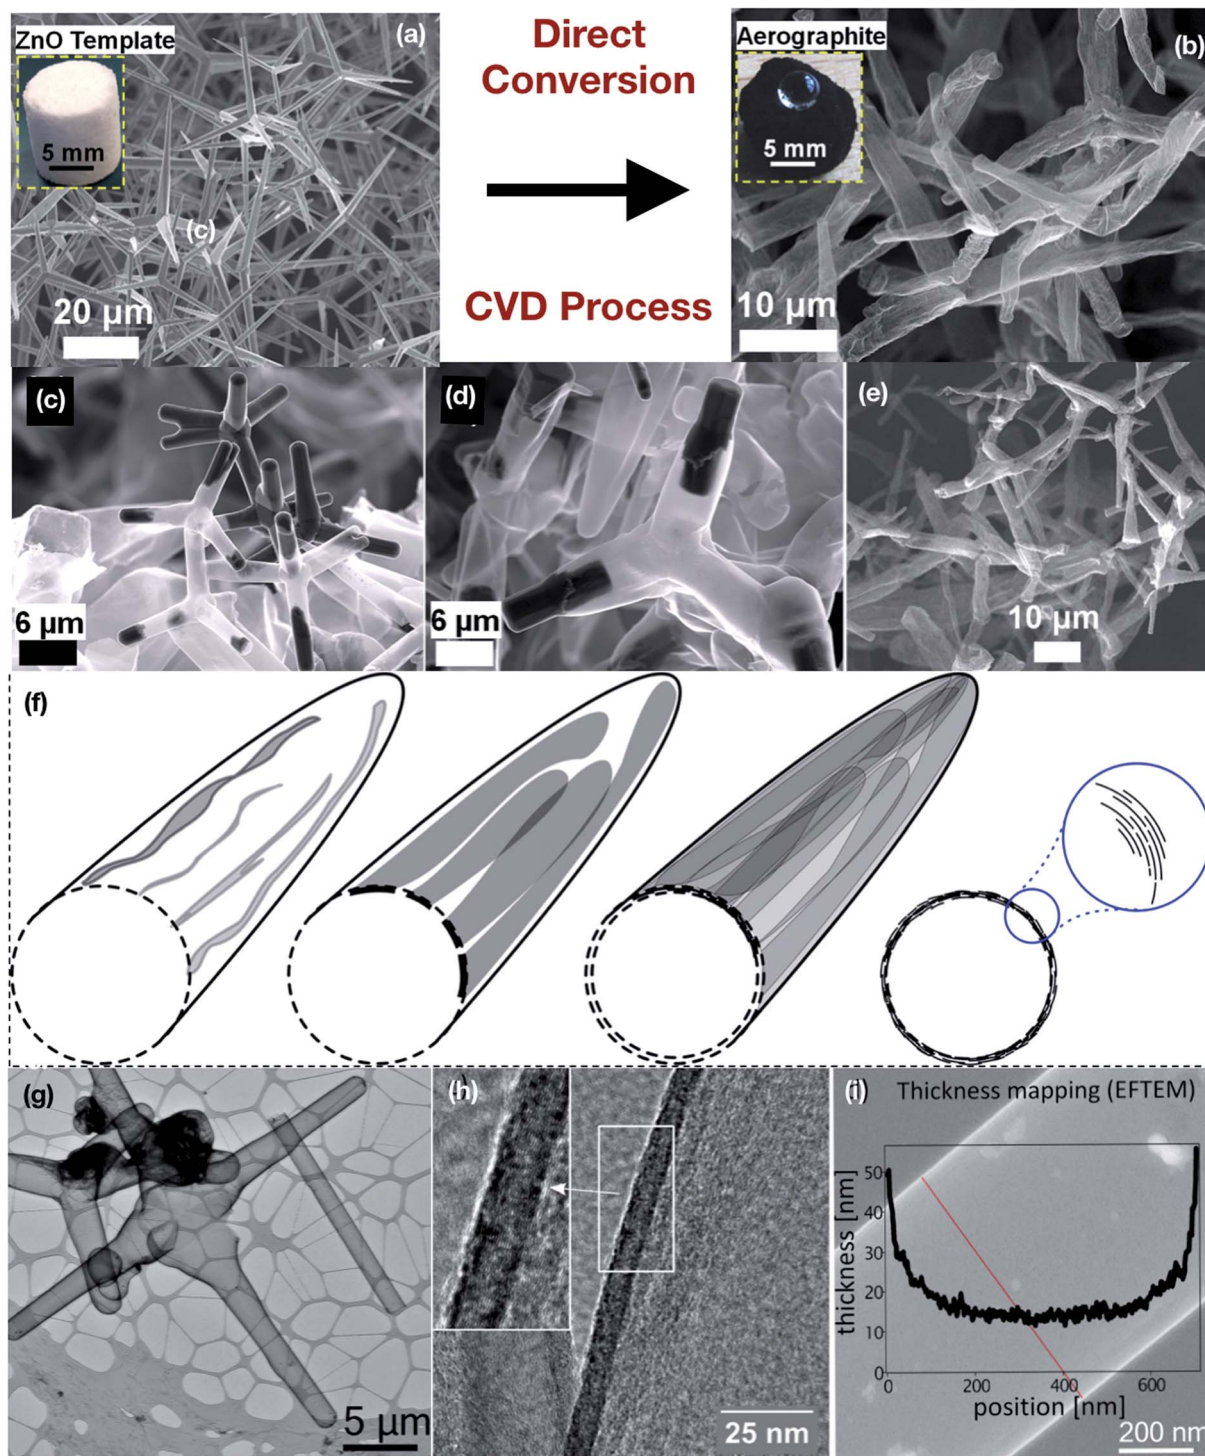 ZnO Template
(a)
5 mm
(c)
20 µm
Direct
Conversion
CVD Process
Aerographite
(b)
5 mm
10 µm
(c)
6 µm
(d)
6 µm
(e)
10 µm
(f)
(g)
5 µm
(h)
25 nm
(i)
Thickness mapping (EFTEM)
thickness [nm]
50
40
30
20
10
0
0 200 400 600
position [nm]
200 nm